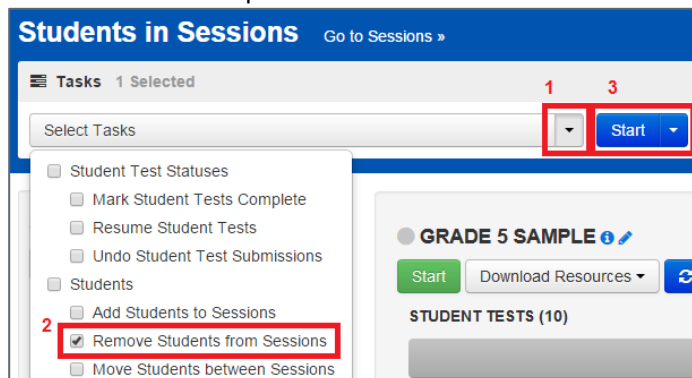 Students in Sessions Go to Sessions »
Tasks 1 Selected
1 3
Select Tasks Start
Student Test Statuses
Mark Student Tests Complete
Resume Student Tests
Undo Student Test Submissions
Students
Add Students to Sessions
2 Remove Students from Sessions
Move Students between Sessions
GRADE 5 SAMPLE
Start Download Resources
STUDENT TESTS (10)